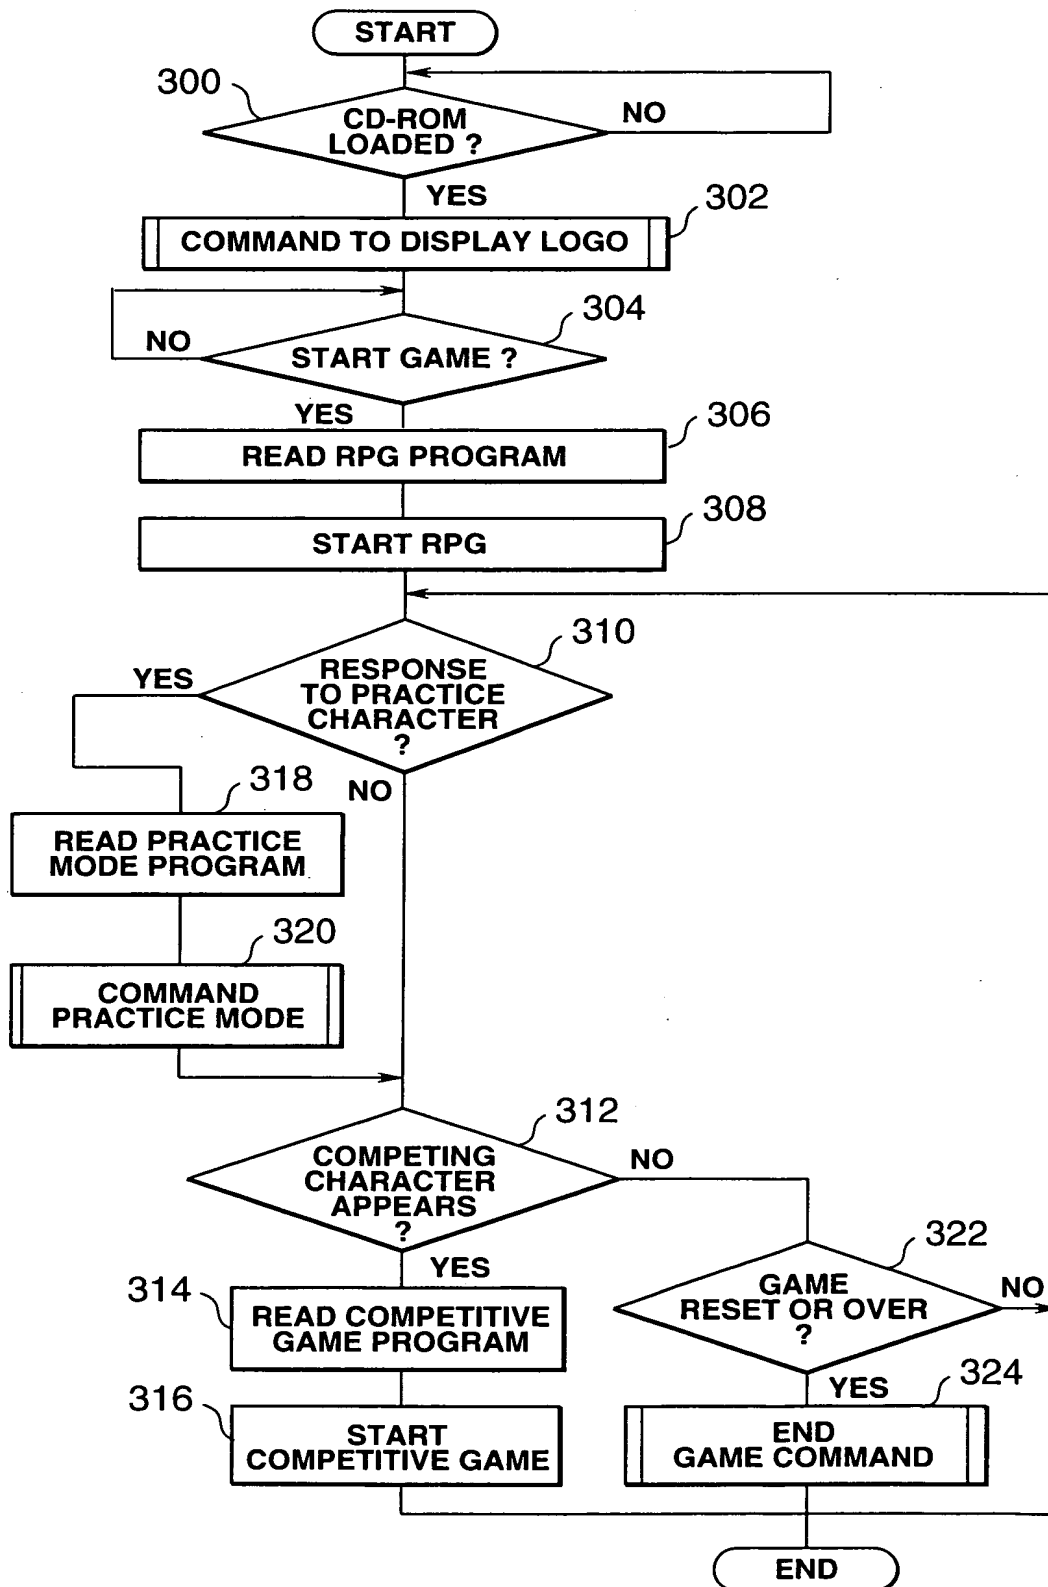 START
300
CD-ROM
LOADED ?
NO
YES
302
COMMAND TO DISPLAY LOGO
304
NO
START GAME ?
YES
306
READ RPG PROGRAM
308
START RPG
310
YES
RESPONSE
TO PRACTICE
CHARACTER
?
NO
318
READ PRACTICE
MODE PROGRAM
320
COMMAND
PRACTICE MODE
312
COMPETING
CHARACTER
APPEARS
?
NO
YES
322
GAME
RESET OR OVER
?
NO
314
READ COMPETITIVE
GAME PROGRAM
YES
324
316
START
COMPETITIVE GAME
END
GAME COMMAND
END